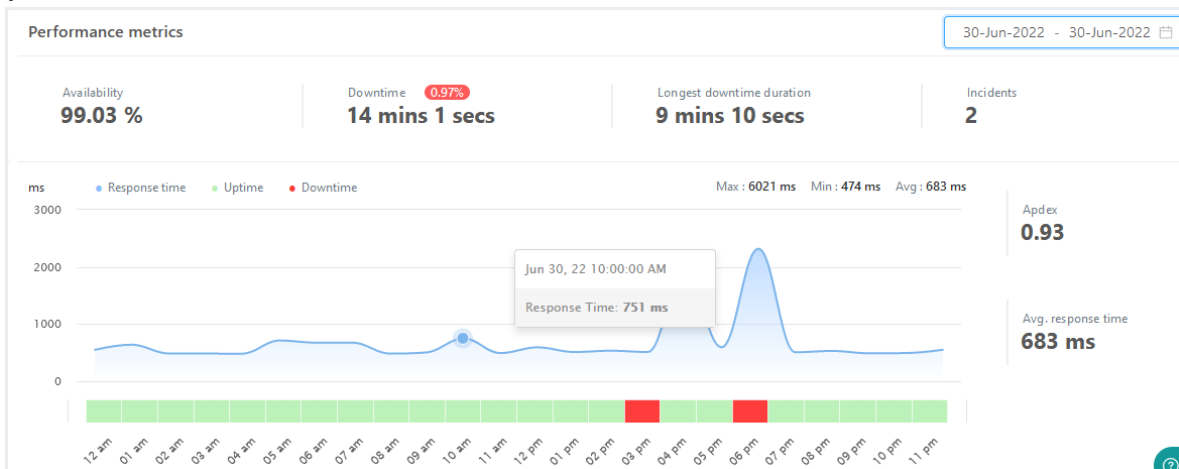 Performance metrics
30-Jun-2022 - 30-Jun-2022
Availability
99.03 %
Downtime 0.97%
14 mins 1 secs
Longest downtime duration
9 mins 10 secs
Incidents
2
ms
Response time
Uptime
Downtime
Max : 6021 ms Min : 474 ms Avg : 683 ms
3000
2000
1000
0
Jun 30, 22 10:00:00 AM
Response Time: 751 ms
12 am
01 am
02 am
03 am
04 am
05 am
06 am
07 am
08 am
09 am
10 am
11 am
12 pm
01 pm
02 pm
03 pm
04 pm
05 pm
06 pm
07 pm
08 pm
09 pm
10 pm
11 pm
Apdex
0.93
Avg. response time
683 ms
?